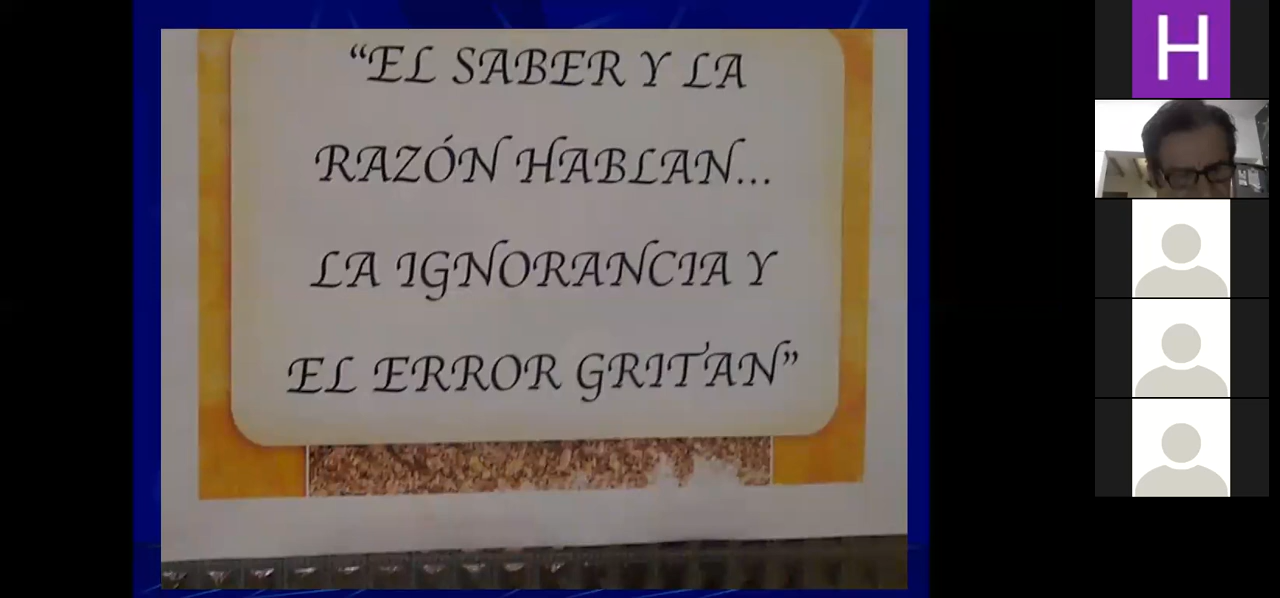 “EL SABER Y LA
RAZÓN HABLAN...
LA IGNORANCIA Y
EL ERROR GRITAN”
H